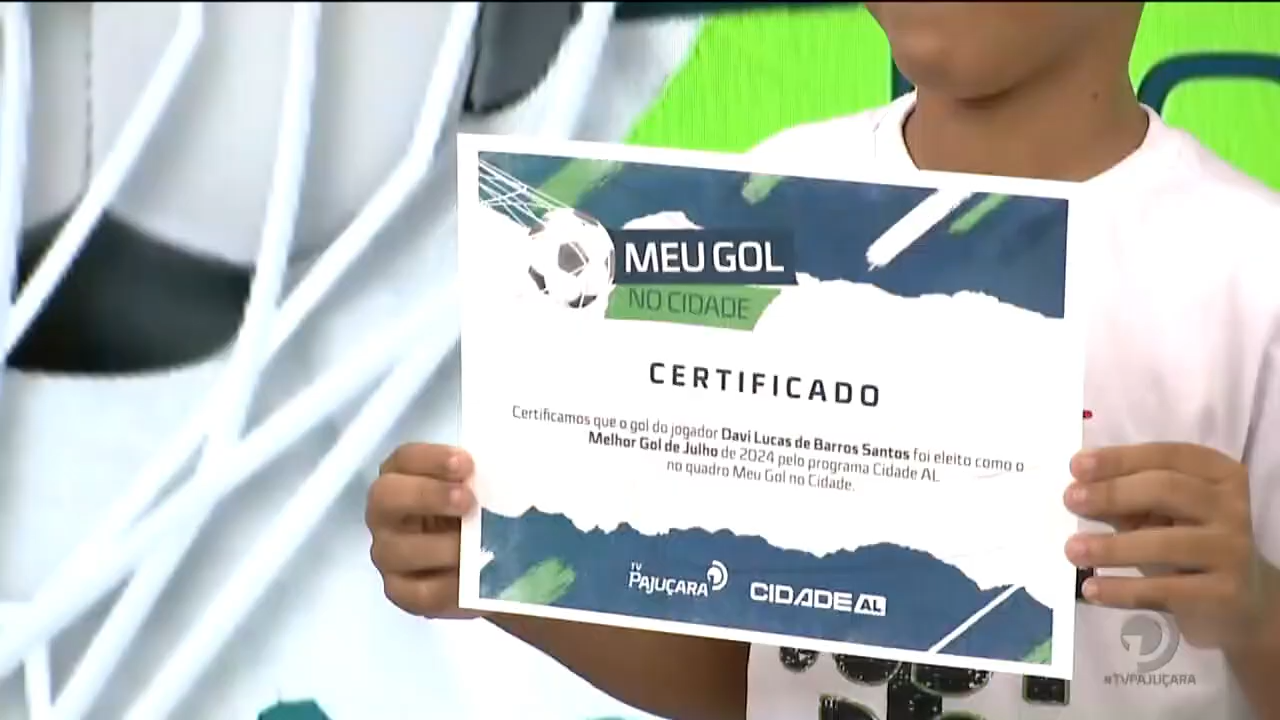 MEU GOL
NO CIDADE
CERTIFICADO
Certificamos que o gol do jogador Davi Lucas de Barros Santos foi eleito como o
Melhor Gol de Julho de 2024 pelo programa Cidade AL
no quadro Meu Gol no Cidade.
TV
PAJUÇARA
CIDADE AL
#TVPAJUÇARA